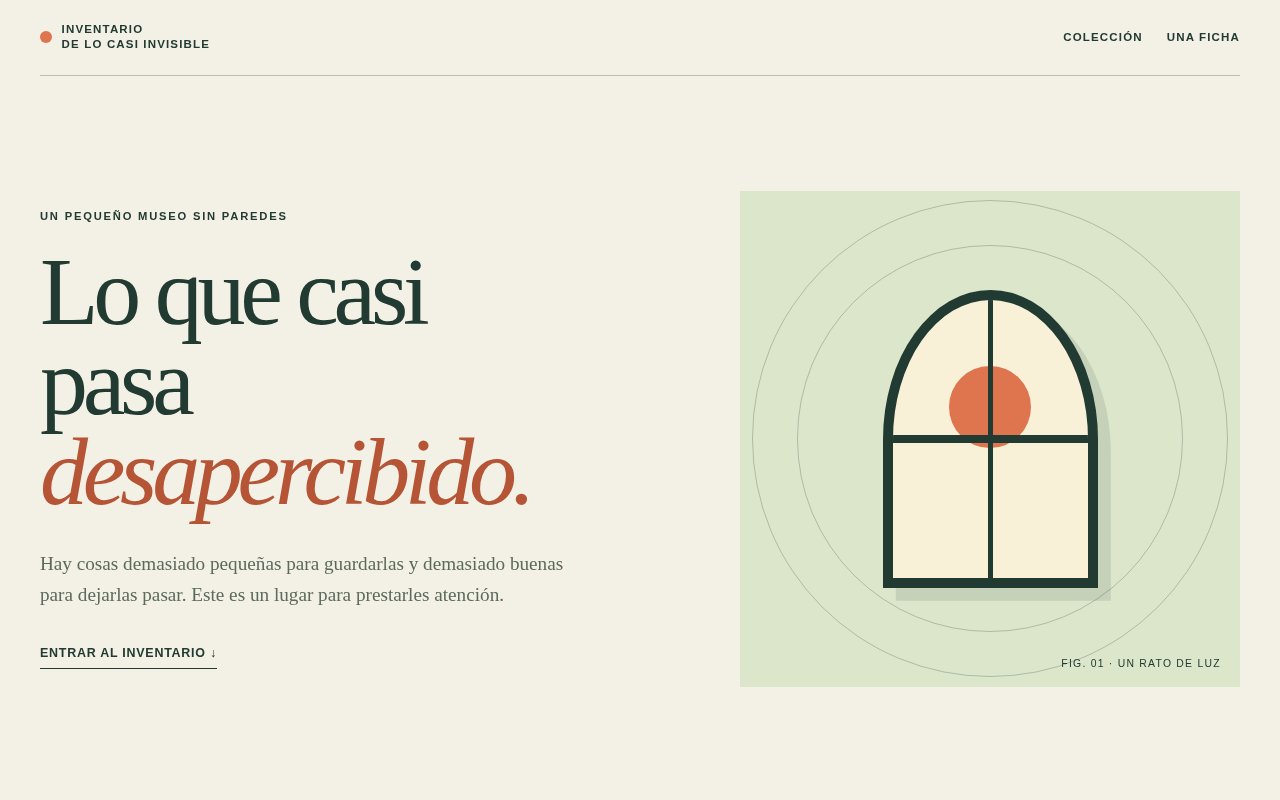 INVENTARIO
DE LO CASI INVISIBLE
COLECCIÓN
UNA FICHA
UN PEQUEÑO MUSEO SIN PAREDES
Lo que casi
pasa
desapercibido.
Hay cosas demasiado pequeñas para guardarlas y demasiado buenas
para dejarlas pasar. Este es un lugar para prestarles atención.
ENTRAR AL INVENTARIO ↓
FIG. 01 · UN RATO DE LUZ